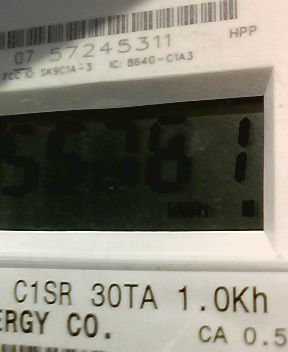 HPP
07 57245311
FCC ID: SK9C1A-3 IC: 864G-C1A3
kWh
C1SR 30TA 1.0Kh
ERGY CO. CA 0.5